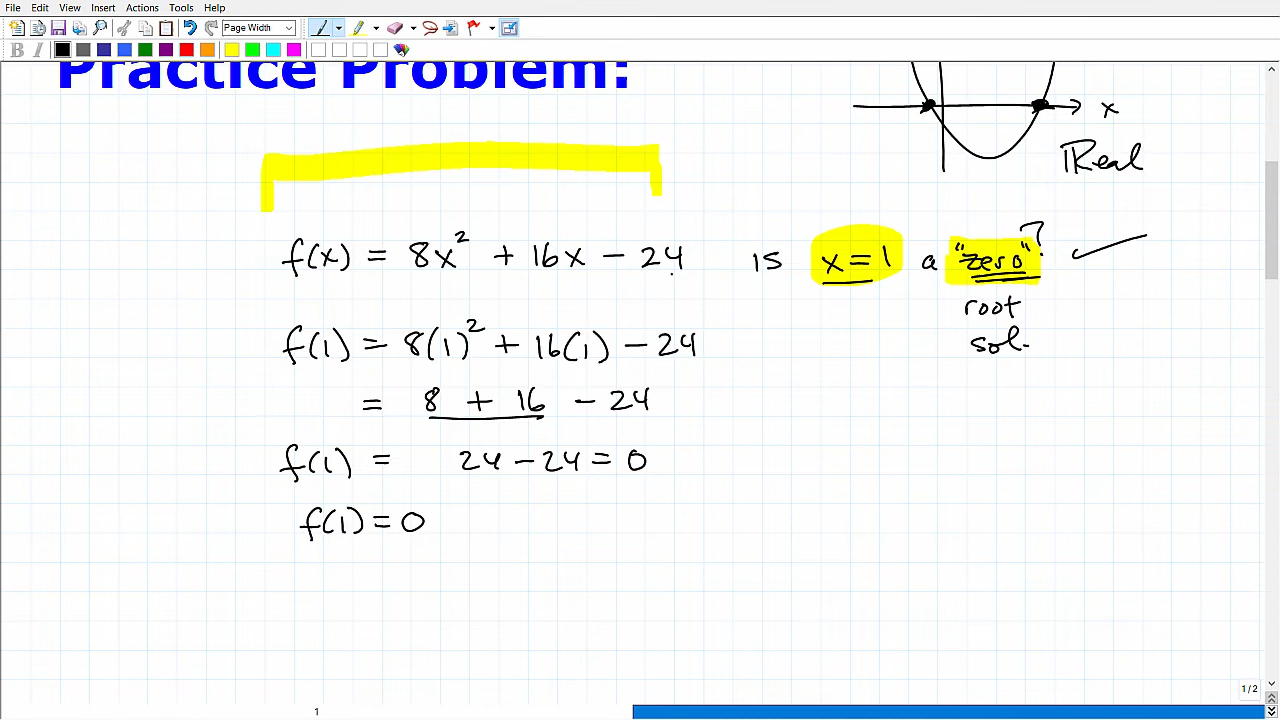 File Edit View Insert Actions Tools Help
Page Width
B I
Practice Problem:
x
Real
f(x) = 8x² + 16x - 24 is x=1 a "zero"?
root
sol.
f(1) = 8(1)² + 16(1) - 24
= 8 + 16 - 24
f(1) = 24 - 24 = 0
f(1) = 0
1/2
1